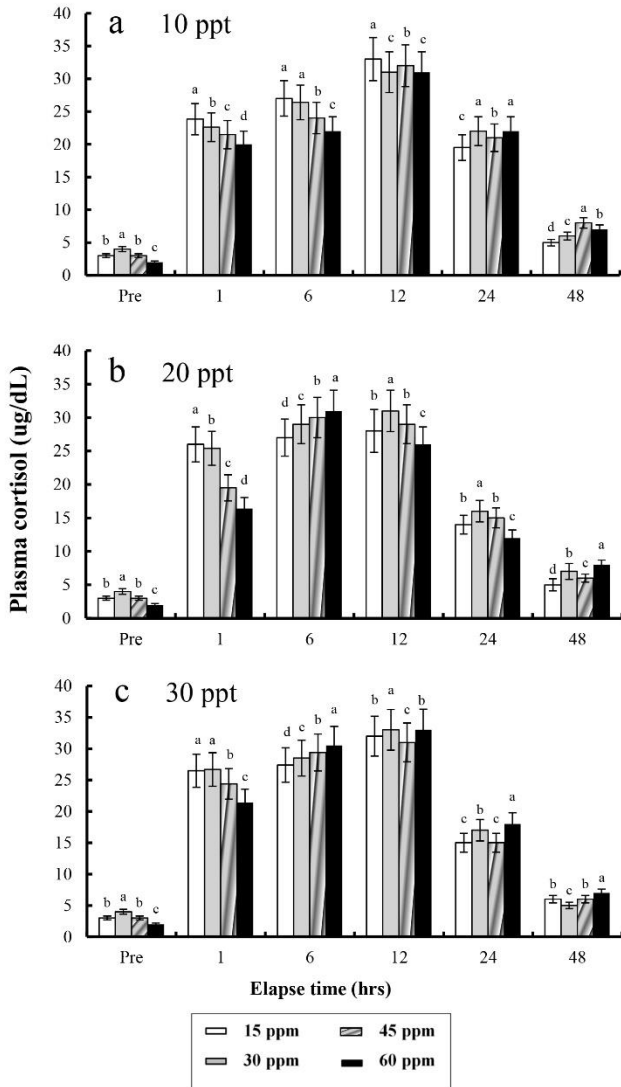 a 10 ppt
40
35
30
25
20
15
10
5
0
b a b c
a b c d
a a b c
a c b c
c a b a
d c a b
Pre 1 6 12 24 48
b 20 ppt
40
35
30
25
20
15
10
5
0
b a b c
a b c d
d c b a
b a b c
b a b c
d b c a
Pre 1 6 12 24 48
c 30 ppt
40
35
30
25
20
15
10
5
0
b a b c
a a b c
d c b a
b a c b
c b c a
b c b a
Pre 1 6 12 24 48
Plasma cortisol (ug/dL)
Elapse time (hrs)
15 ppm 45 ppm
30 ppm 60 ppm